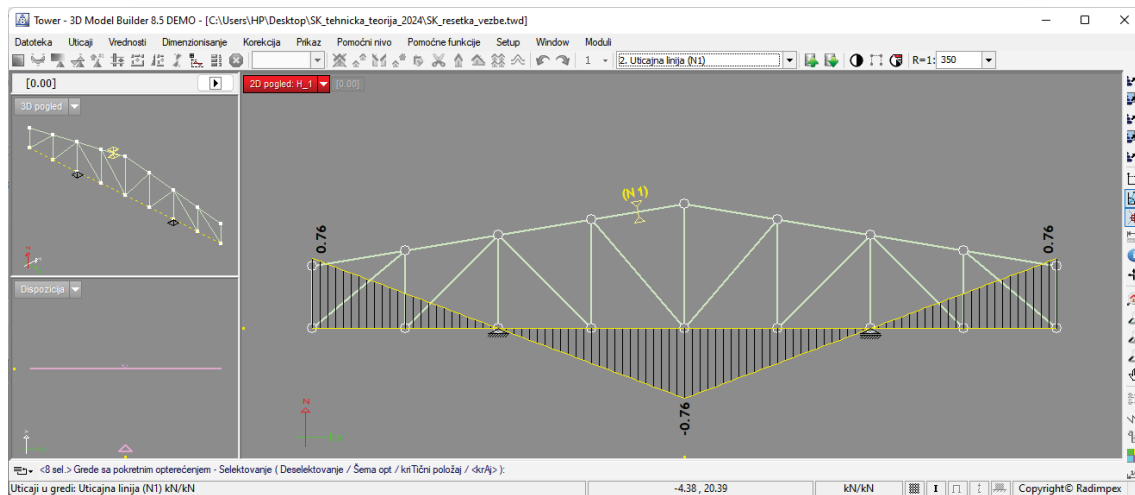 Tower - 3D Model Builder 8.5 DEMO - [C:\Users\HP\Desktop\SK_tehnicka_teorija_2024\SK_resetka_vezbe.twd]
Datoteka Uticaji Vrednosti Dimenzionisanje Korekcija Prikaz Pomoćni nivo Pomoćne funkcije Setup Window Moduli
1 2. Uticajna linija (N1) R=1: 350
[0.00]
2D pogled: H_1 [0.00]
3D pogled
(N 1)
0.76
0.76
Dispozicija
-0.76
Z
<8 sel.> Grede sa pokretnim opterećenjem - Selektovanje ( Deselektovanje / Šema opt / kriTični položaj / <krAj> ):
Uticaji u gredi: Uticajna linija (N1) kN/kN -4.38, 20.39 kN/kN Copyright© Radimpex